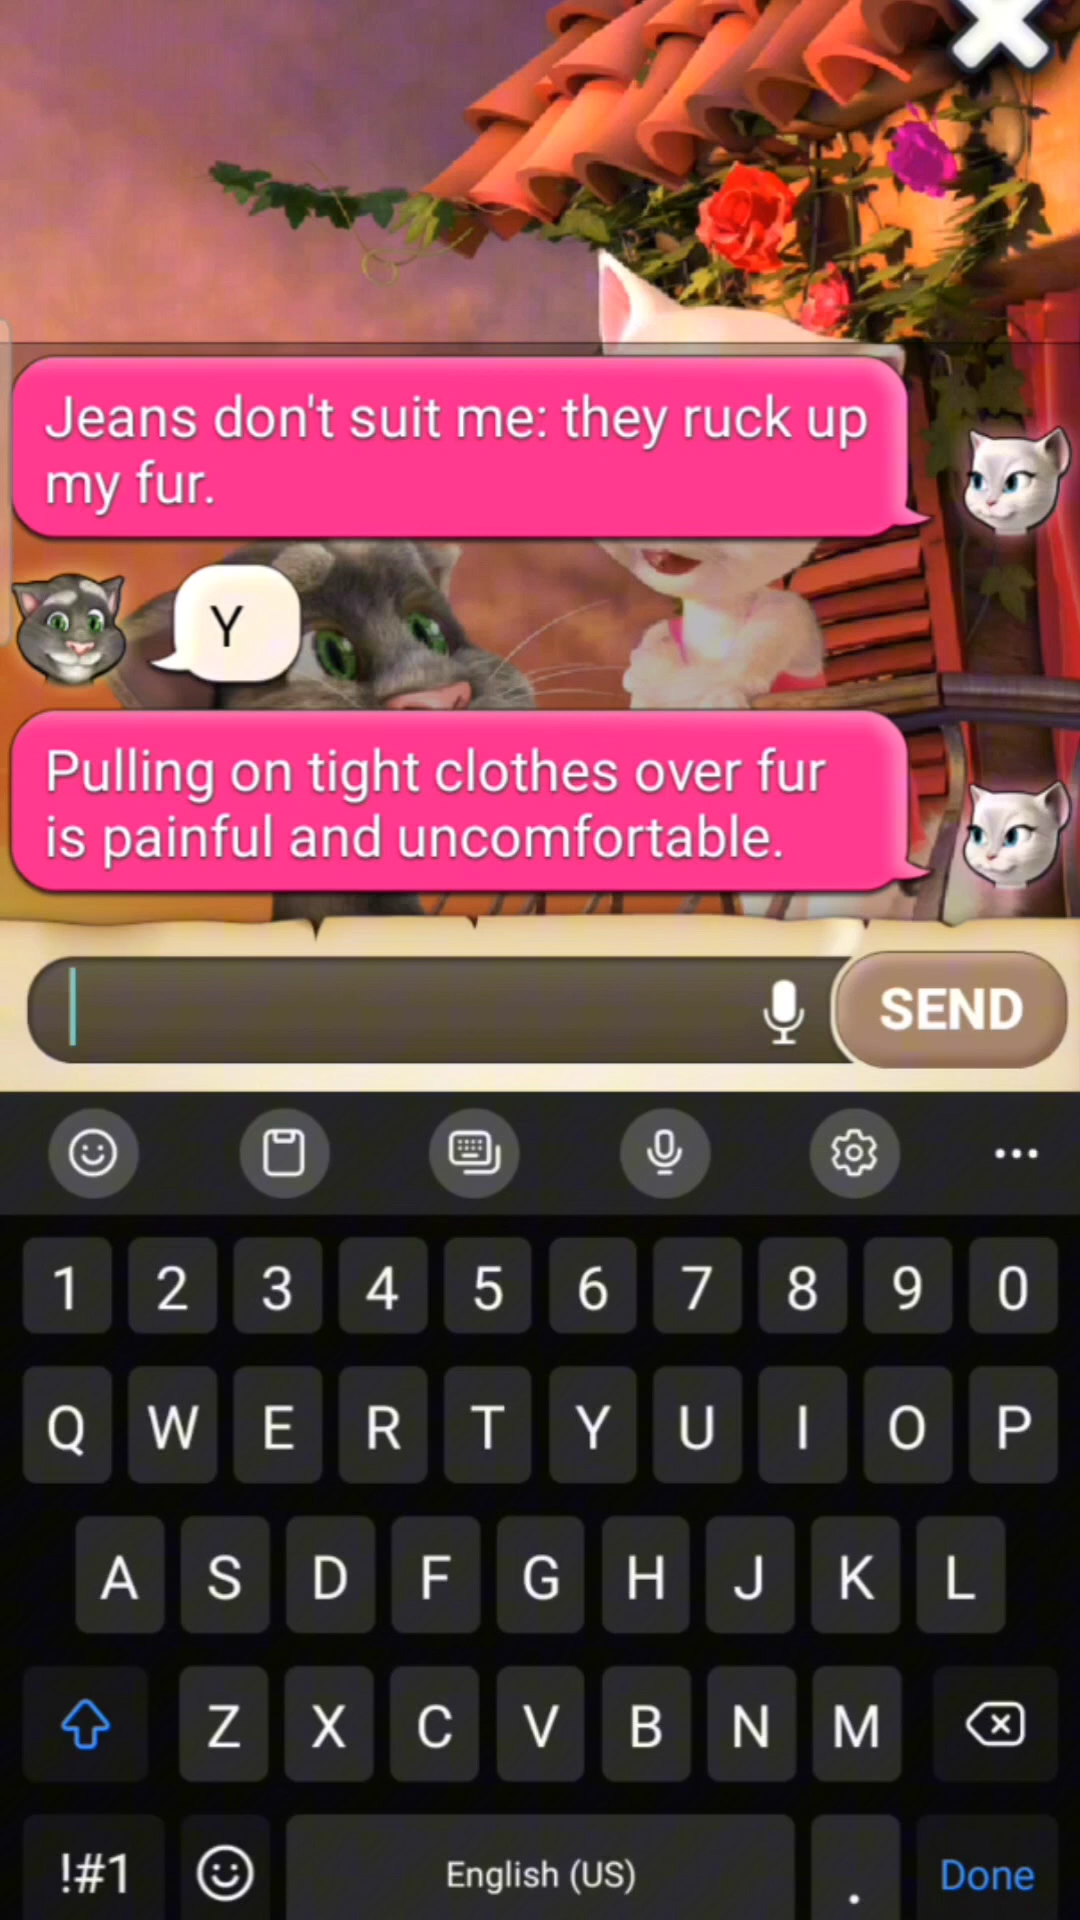 Jeans don't suit me: they ruck up
my fur.
Y
Pulling on tight clothes over fur
is painful and uncomfortable.
SEND
1 2 3 4 5 6 7 8 9 0
Q W E R T Y U I O P
A S D F G H J K L
Z X C V B N M
!#1 English (US) . Done